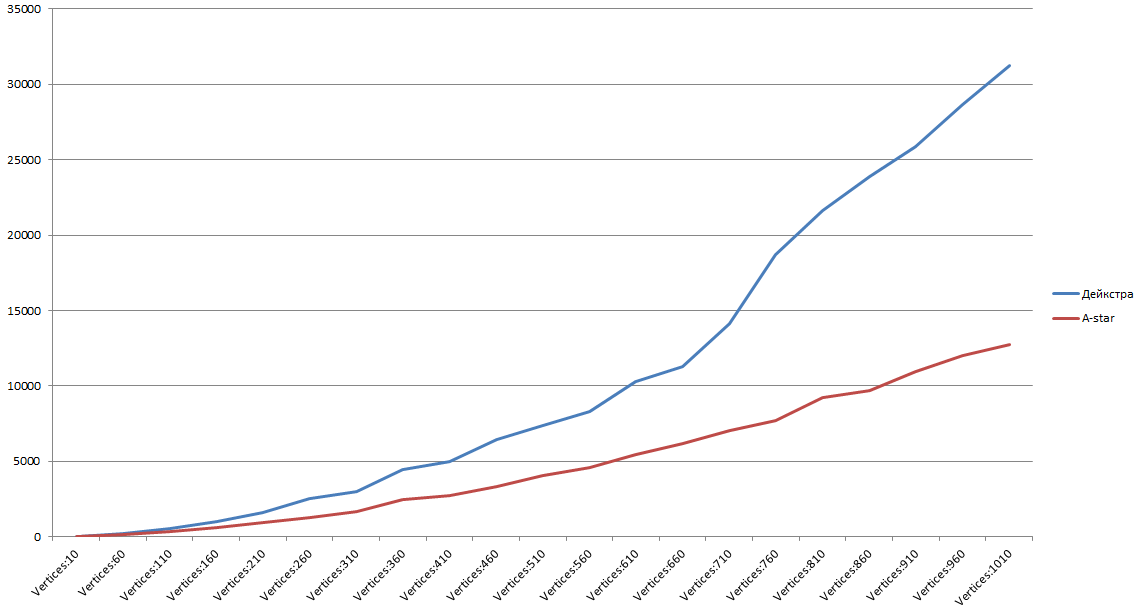 35000
30000
25000
20000
15000
10000
5000
0
Vertices:10
Vertices:60
Vertices:110
Vertices:160
Vertices:210
Vertices:260
Vertices:310
Vertices:360
Vertices:410
Vertices:460
Vertices:510
Vertices:560
Vertices:610
Vertices:660
Vertices:710
Vertices:760
Vertices:810
Vertices:860
Vertices:910
Vertices:960
Vertices:1010
Дейкстра
A-star